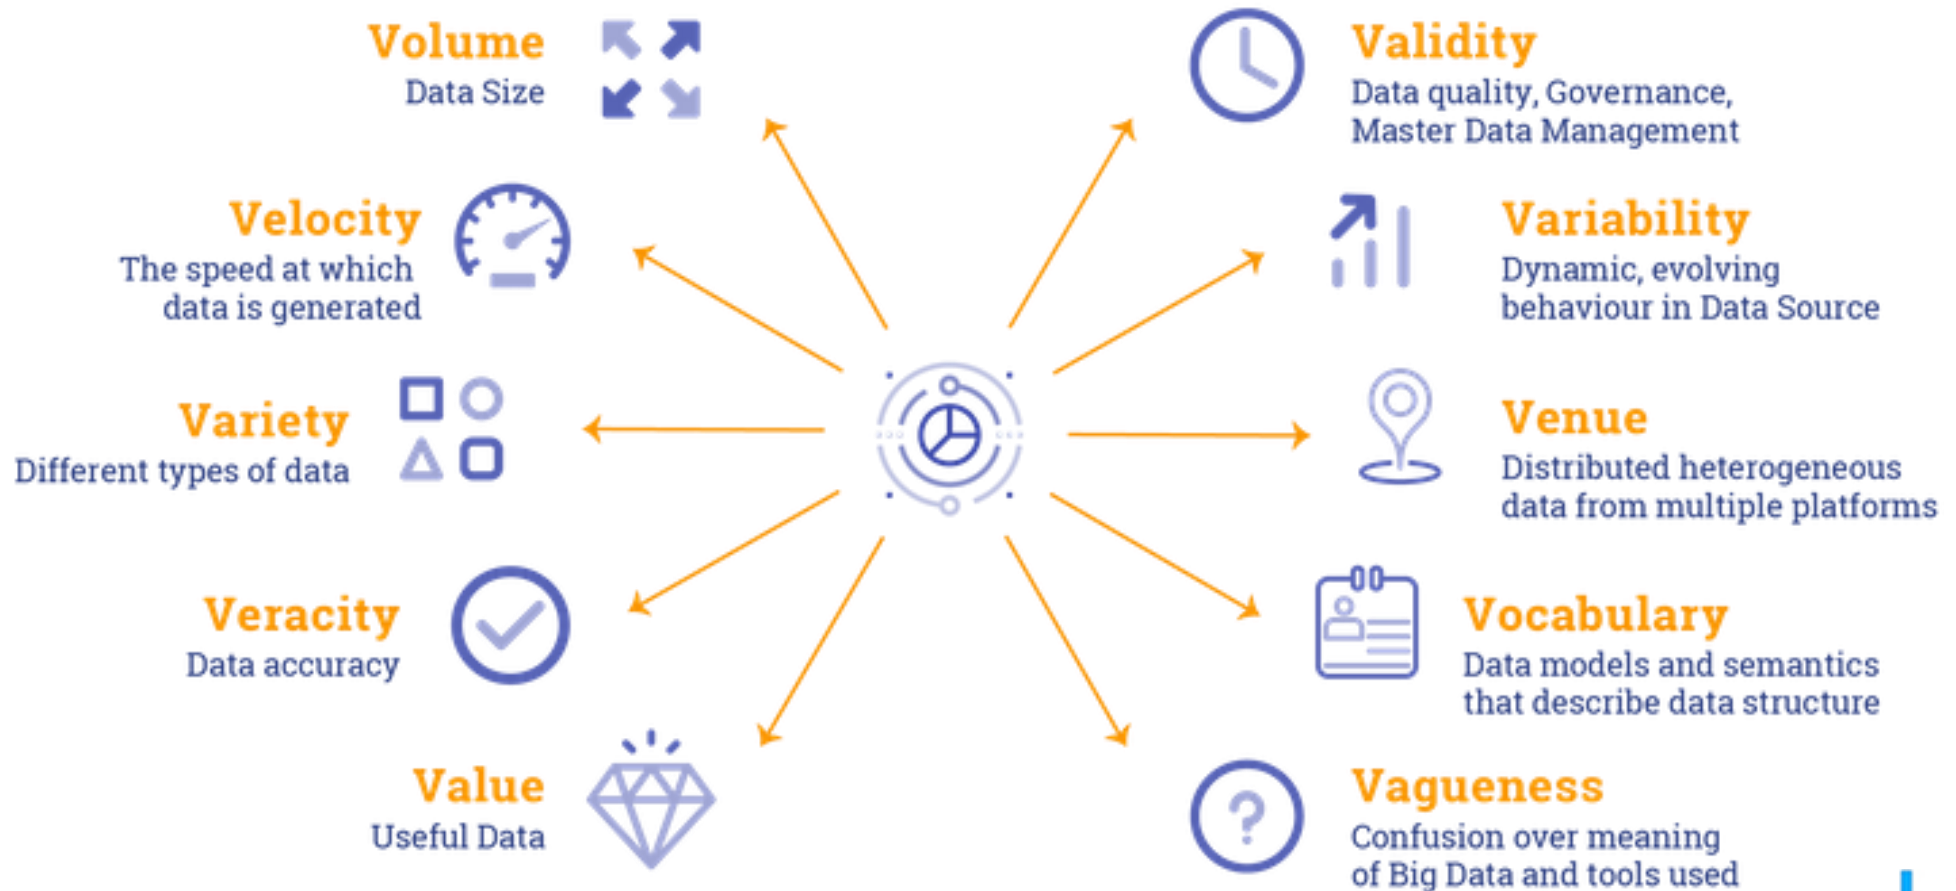 Volume
Data Size
Velocity
The speed at which
data is generated
Variety
Different types of data
Veracity
Data accuracy
Value
Useful Data
Validity
Data quality, Governance,
Master Data Management
Variability
Dynamic, evolving
behaviour in Data Source
Venue
Distributed heterogeneous
data from multiple platforms
Vocabulary
Data models and semantics
that describe data structure
Vagueness
Confusion over meaning
of Big Data and tools used